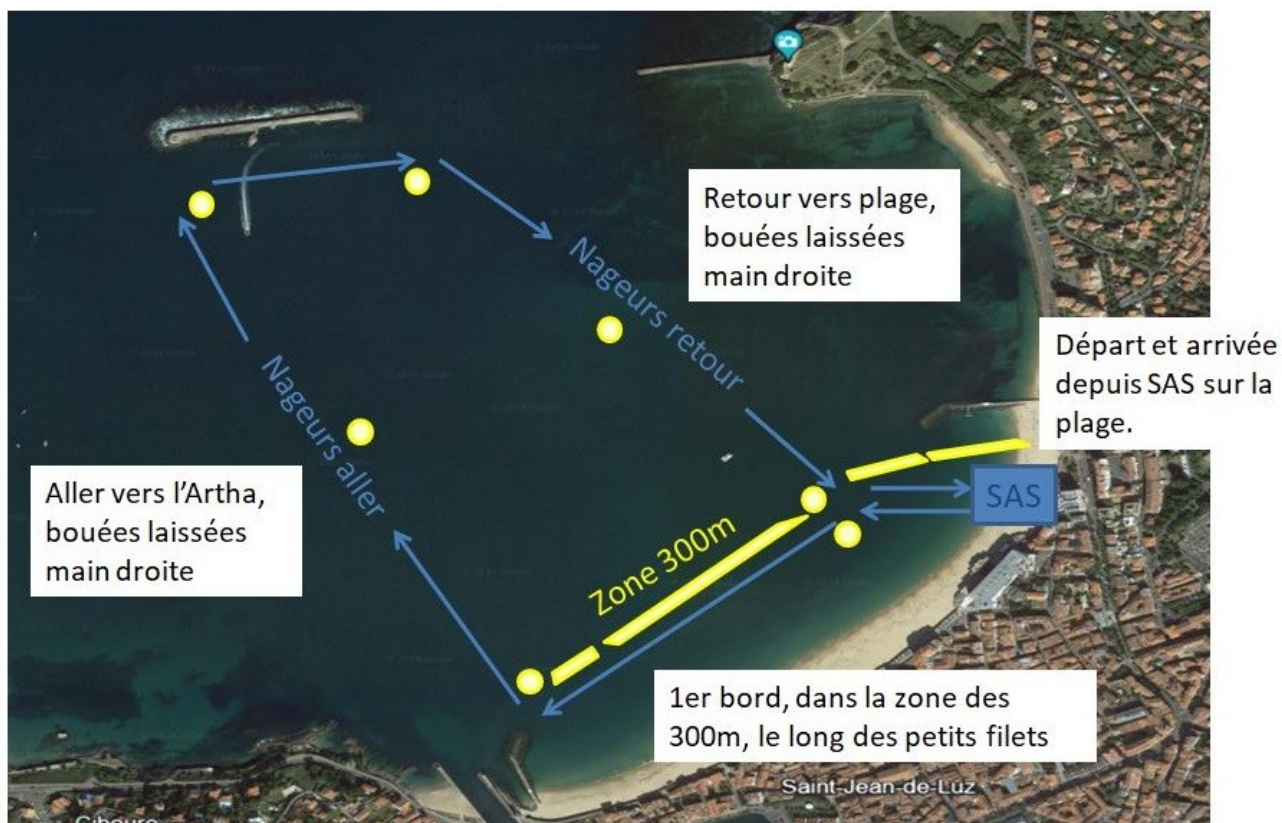 Retour vers plage,
bouées laissées
main droite
Nageurs retour
Départ et arrivée
depuis SAS sur la
plage.
Nageurs aller
Aller vers l’Artha,
bouées laissées
main droite
SAS
Zone 300m
1er bord, dans la zone des
300m, le long des petits filets
Saint-Jean-de-Luz